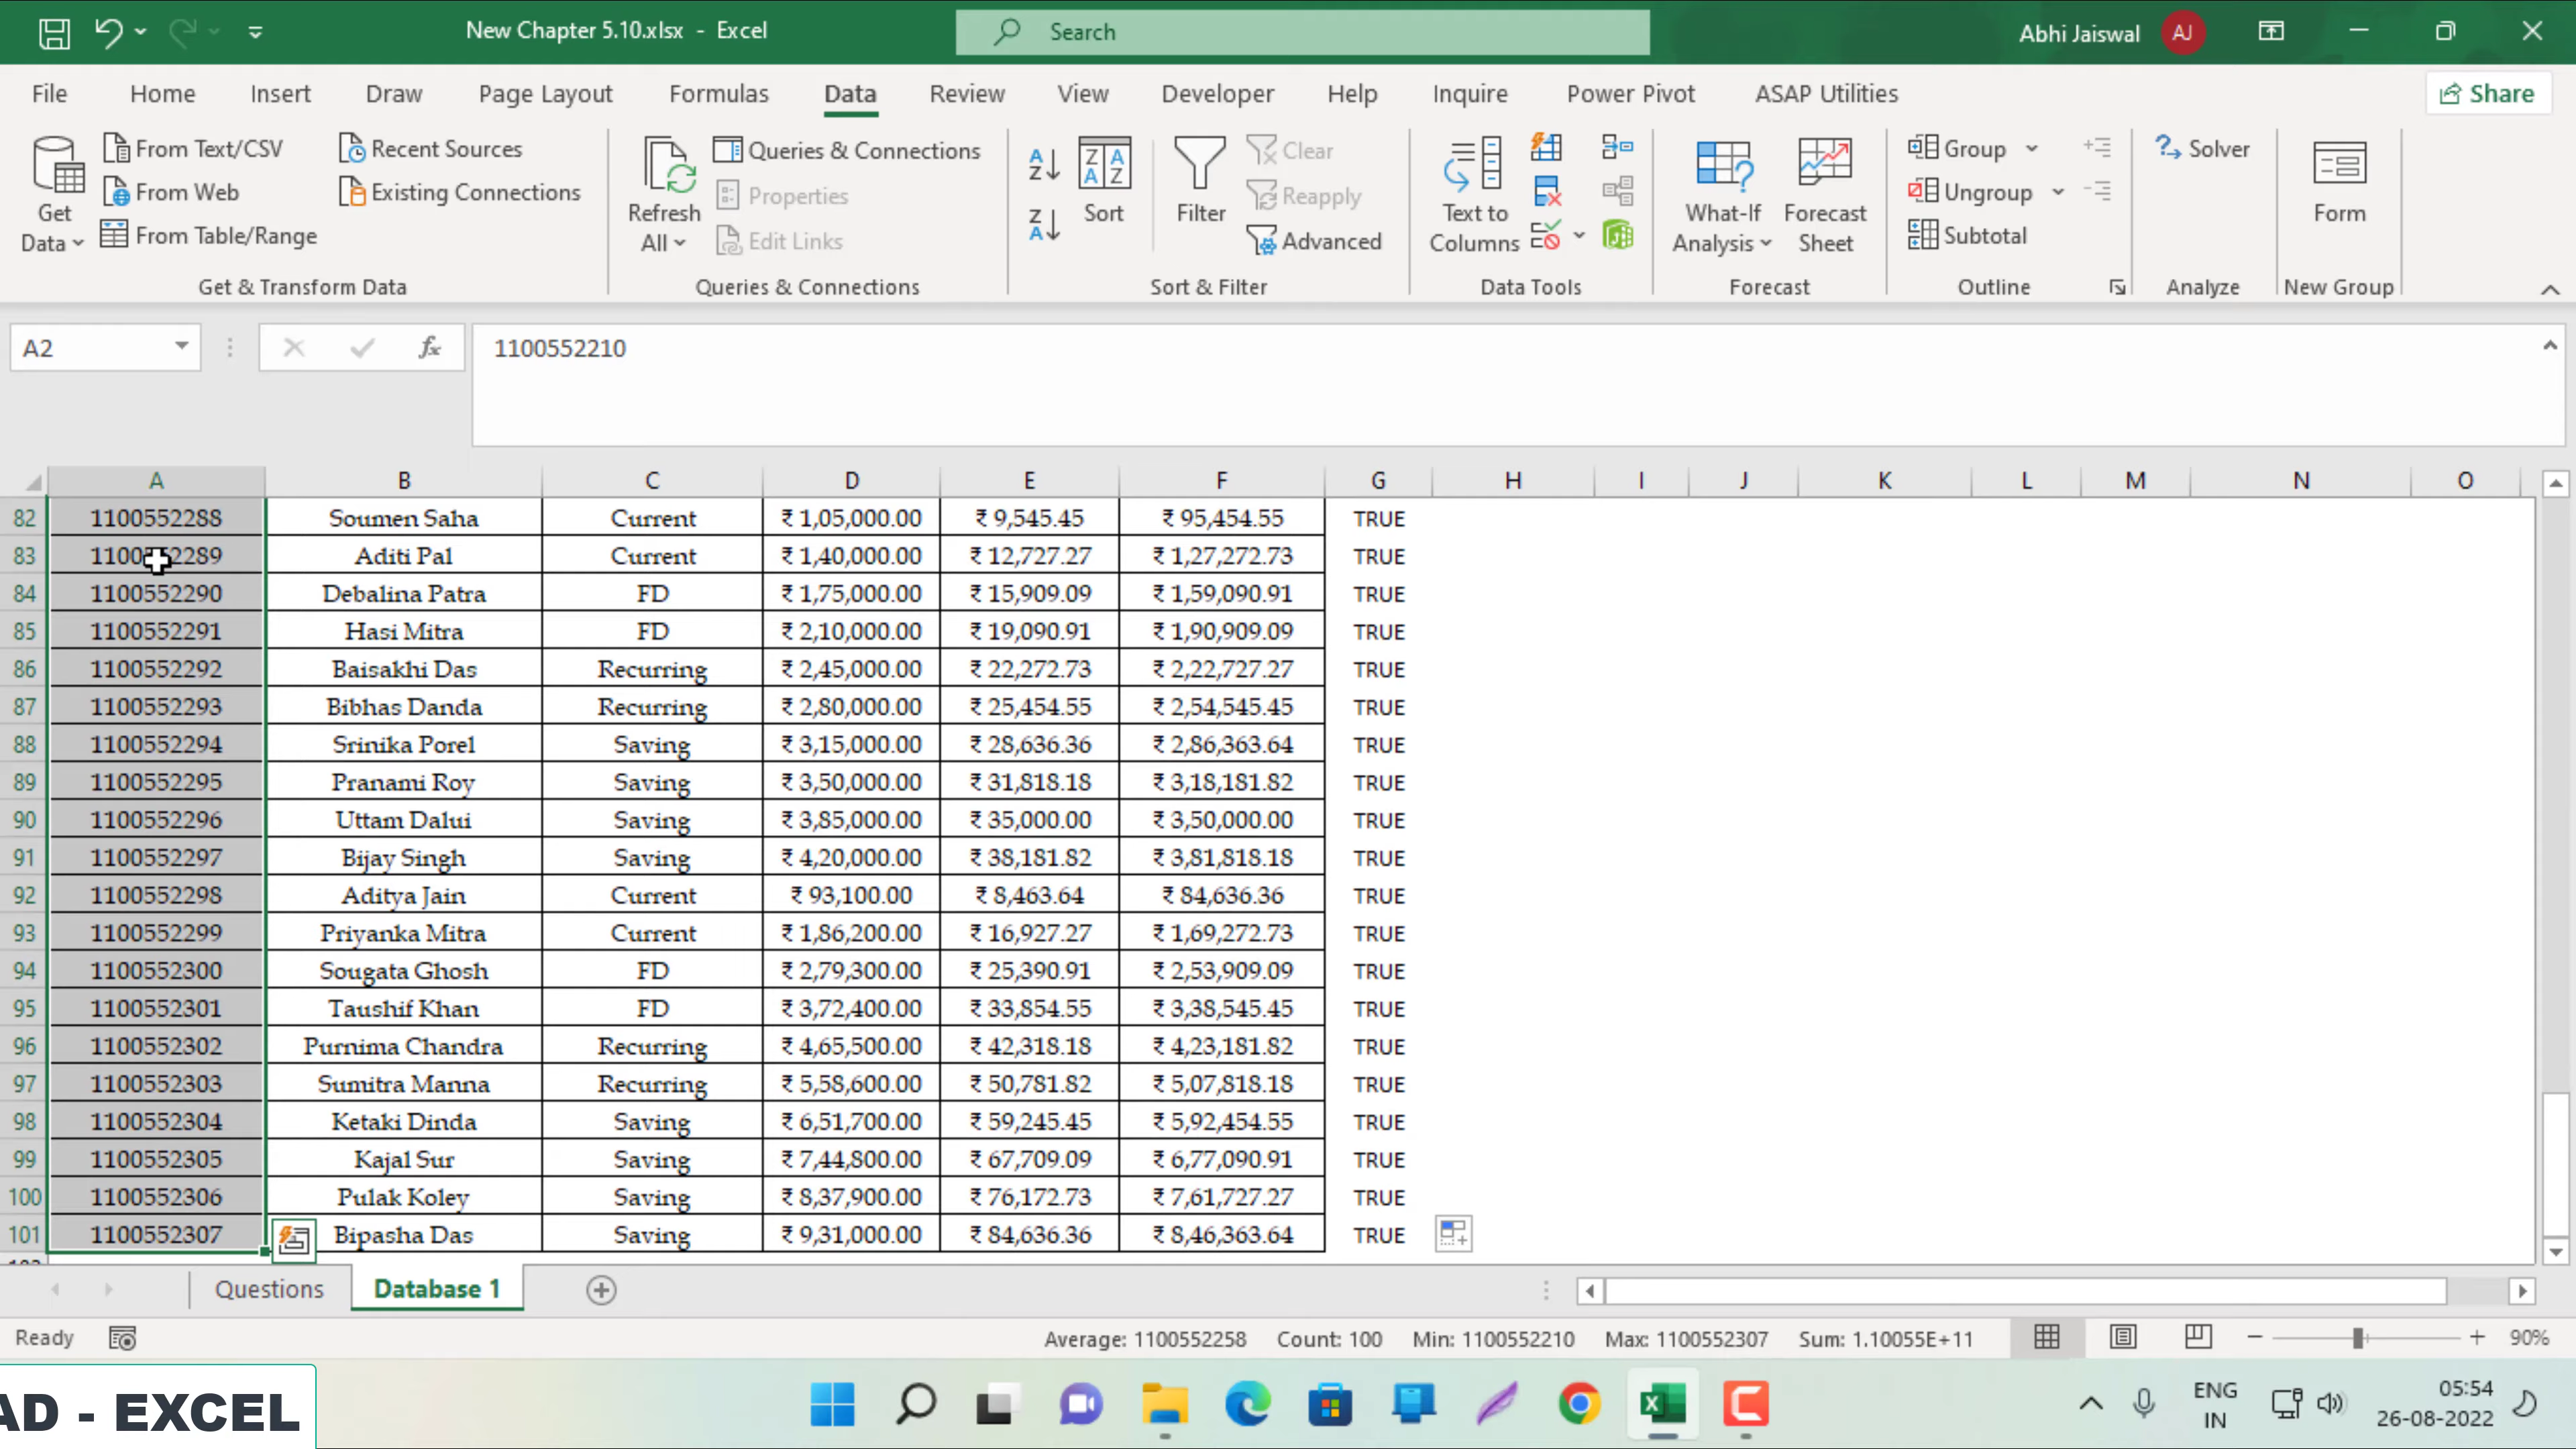 New Chapter 5.10.xlsx - Excel
Search
Abhi Jaiswal
AJ
File Home Insert Draw Page Layout Formulas Data Review View Developer Help Inquire Power Pivot ASAP Utilities
Share
Get Data
From Text/CSV
From Web
From Table/Range
Recent Sources
Existing Connections
Get & Transform Data
Refresh All
Queries & Connections
Properties
Edit Links
Queries & Connections
Sort
Filter
Clear
Reapply
Advanced
Sort & Filter
Text to Columns
Data Tools
What-If Analysis
Forecast Sheet
Forecast
Group
Ungroup
Subtotal
Outline
Solver
Analyze
Form
New Group
A2
fx
1100552210
A B C D E F G H I J K L M N O
82 1100552288 Soumen Saha Current ₹ 1,05,000.00 ₹ 9,545.45 ₹ 95,454.55 TRUE
83 1100552289 Aditi Pal Current ₹ 1,40,000.00 ₹ 12,727.27 ₹ 1,27,272.73 TRUE
84 1100552290 Debalina Patra FD ₹ 1,75,000.00 ₹ 15,909.09 ₹ 1,59,090.91 TRUE
85 1100552291 Hasi Mitra FD ₹ 2,10,000.00 ₹ 19,090.91 ₹ 1,90,909.09 TRUE
86 1100552292 Baisakhi Das Recurring ₹ 2,45,000.00 ₹ 22,272.73 ₹ 2,22,727.27 TRUE
87 1100552293 Bibhas Danda Recurring ₹ 2,80,000.00 ₹ 25,454.55 ₹ 2,54,545.45 TRUE
88 1100552294 Srinika Porel Saving ₹ 3,15,000.00 ₹ 28,636.36 ₹ 2,86,363.64 TRUE
89 1100552295 Pranami Roy Saving ₹ 3,50,000.00 ₹ 31,818.18 ₹ 3,18,181.82 TRUE
90 1100552296 Uttam Dalui Saving ₹ 3,85,000.00 ₹ 35,000.00 ₹ 3,50,000.00 TRUE
91 1100552297 Bijay Singh Saving ₹ 4,20,000.00 ₹ 38,181.82 ₹ 3,81,818.18 TRUE
92 1100552298 Aditya Jain Current ₹ 93,100.00 ₹ 8,463.64 ₹ 84,636.36 TRUE
93 1100552299 Priyanka Mitra Current ₹ 1,86,200.00 ₹ 16,927.27 ₹ 1,69,272.73 TRUE
94 1100552300 Sougata Ghosh FD ₹ 2,79,300.00 ₹ 25,390.91 ₹ 2,53,909.09 TRUE
95 1100552301 Taushif Khan FD ₹ 3,72,400.00 ₹ 33,854.55 ₹ 3,38,545.45 TRUE
96 1100552302 Purnima Chandra Recurring ₹ 4,65,500.00 ₹ 42,318.18 ₹ 4,23,181.82 TRUE
97 1100552303 Sumitra Manna Recurring ₹ 5,58,600.00 ₹ 50,781.82 ₹ 5,07,818.18 TRUE
98 1100552304 Ketaki Dinda Saving ₹ 6,51,700.00 ₹ 59,245.45 ₹ 5,92,454.55 TRUE
99 1100552305 Kajal Sur Saving ₹ 7,44,800.00 ₹ 67,709.09 ₹ 6,77,090.91 TRUE
100 1100552306 Pulak Koley Saving ₹ 8,37,900.00 ₹ 76,172.73 ₹ 7,61,727.27 TRUE
101 1100552307 Bipasha Das Saving ₹ 9,31,000.00 ₹ 84,636.36 ₹ 8,46,363.64 TRUE
Questions Database 1
Ready
Average: 1100552258 Count: 100 Min: 1100552210 Max: 1100552307 Sum: 1.10055E+11
90%
AD - EXCEL
ENG
IN
05:54
26-08-2022